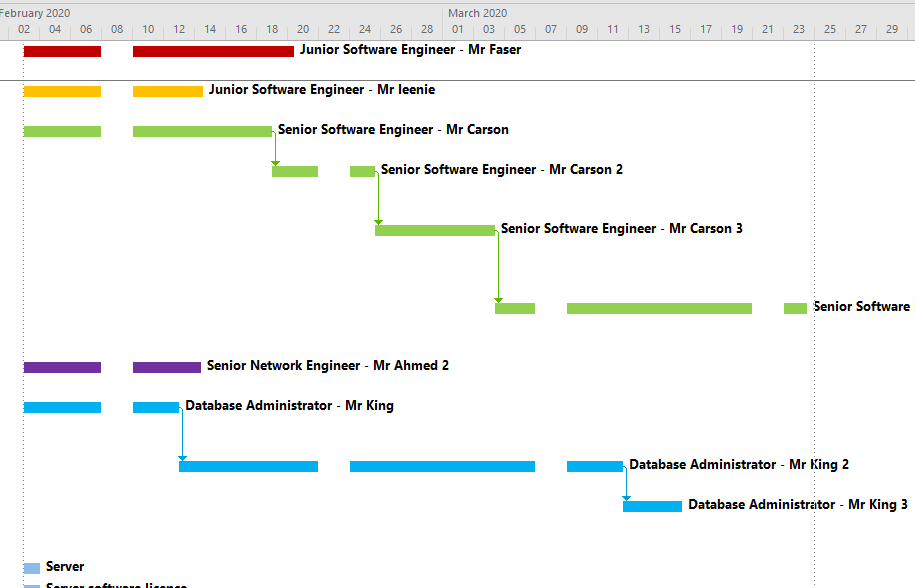 February 2020 March 2020
02 04 06 08 10 12 14 16 18 20 22 24 26 28 01 03 05 07 09 11 13 15 17 19 21 23 25 27 29
Junior Software Engineer - Mr Faser
Junior Software Engineer - Mr Ieenie
Senior Software Engineer - Mr Carson
Senior Software Engineer - Mr Carson 2
Senior Software Engineer - Mr Carson 3
Senior Software
Senior Network Engineer - Mr Ahmed 2
Database Administrator - Mr King
Database Administrator - Mr King 2
Database Administrator - Mr King 3
Server
Server software licence